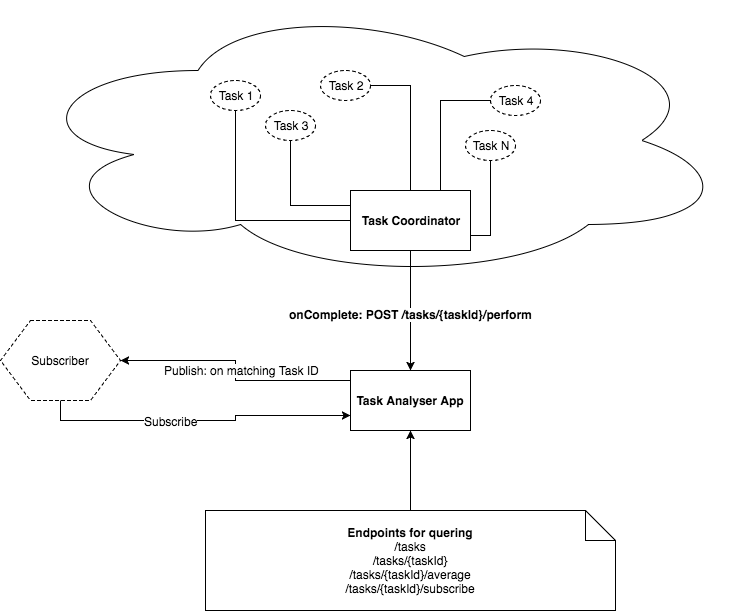 Task 1
Task 2
Task 3
Task 4
Task N
Task Coordinator
onComplete: POST /tasks/{taskId}/perform
Subscriber
Publish: on matching Task ID
Task Analyser App
Subscribe
Endpoints for quering
/tasks
/tasks/{taskId}
/tasks/{taskId}/average
/tasks/{taskId}/subscribe